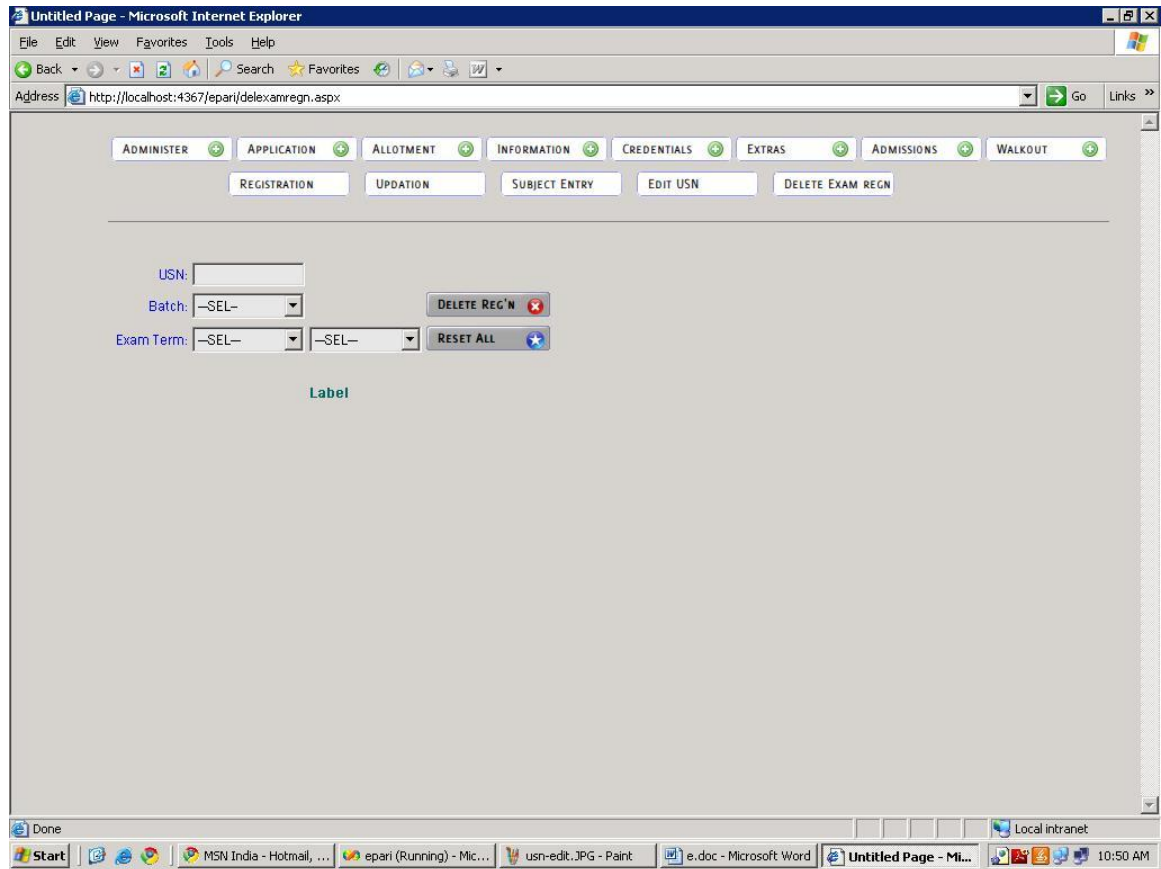 Untitled Page - Microsoft Internet Explorer
File Edit View Favorites Tools Help
Back Search Favorites
Address http://localhost:4367/epari/delexamregn.aspx Go Links »
ADMINISTER APPLICATION ALLOTMENT INFORMATION CREDENTIALS EXTRAS ADMISSIONS WALKOUT
REGISTRATION UPDATION SUBJECT ENTRY EDIT USN DELETE EXAM REGN
USN:
Batch: --SEL-- DELETE REG'N
Exam Term: --SEL-- --SEL-- RESET ALL
Label
Done Local intranet
Start MSN India - Hotmail, ... epari (Running) - Mic... usn-edit.JPG - Paint e.doc - Microsoft Word Untitled Page - Mi... 10:50 AM